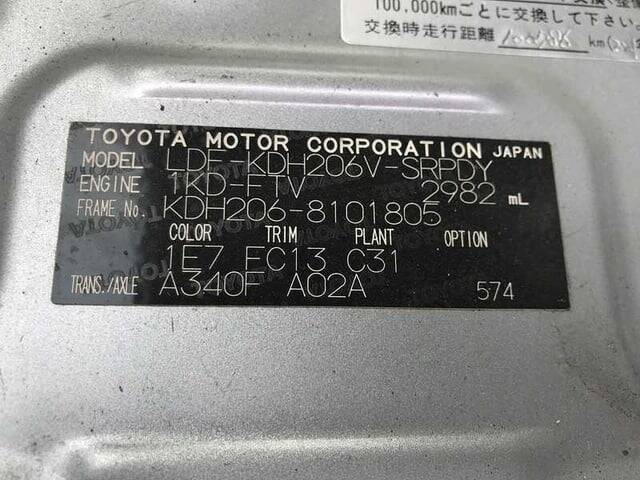 100,000kmごとに交換して下さい
交換時走行距離
km
TOYOTA MOTOR CORPORATION JAPAN
MODEL LDF-KDH206V-SRPDY
ENGINE 1KD-FTV 2982 mL
FRAME No. KDH206-8101805
COLOR TRIM PLANT OPTION
1E7 FC13 C31
TRANS./AXLE A340F A02A 574